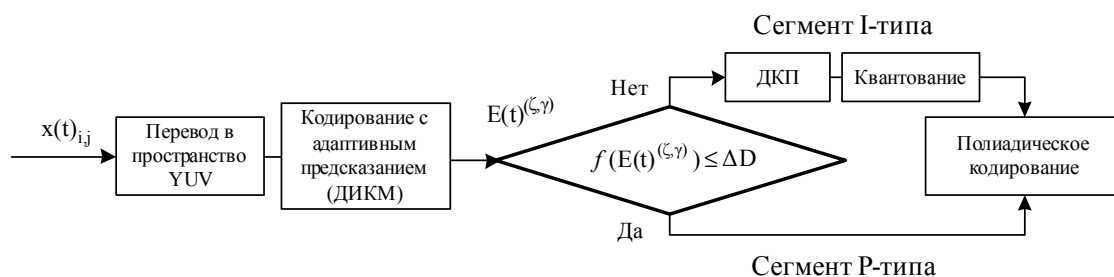 Сегмент I-типа
ДКП
Квантование
Нет
E(t)^(ζ,γ)
x(t)i,j
Перевод в
пространство
YUV
Кодирование с
адаптивным
предсказанием
(ДИКМ)
f(E(t)^(ζ,γ)) ≤ ΔD
Полиадическое
кодирование
Да
Сегмент P-типа